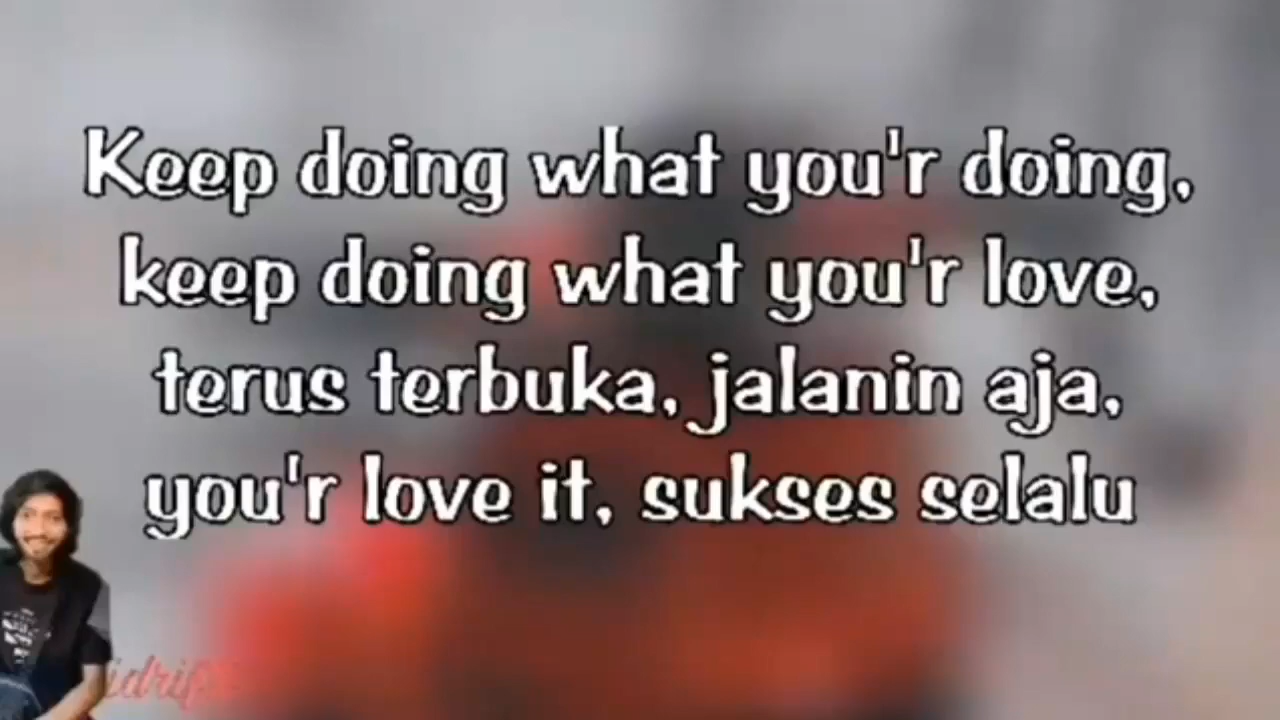 Keep doing what you'r doing,
keep doing what you'r love,
terus terbuka, jalanin aja,
you'r love it, sukses selalu